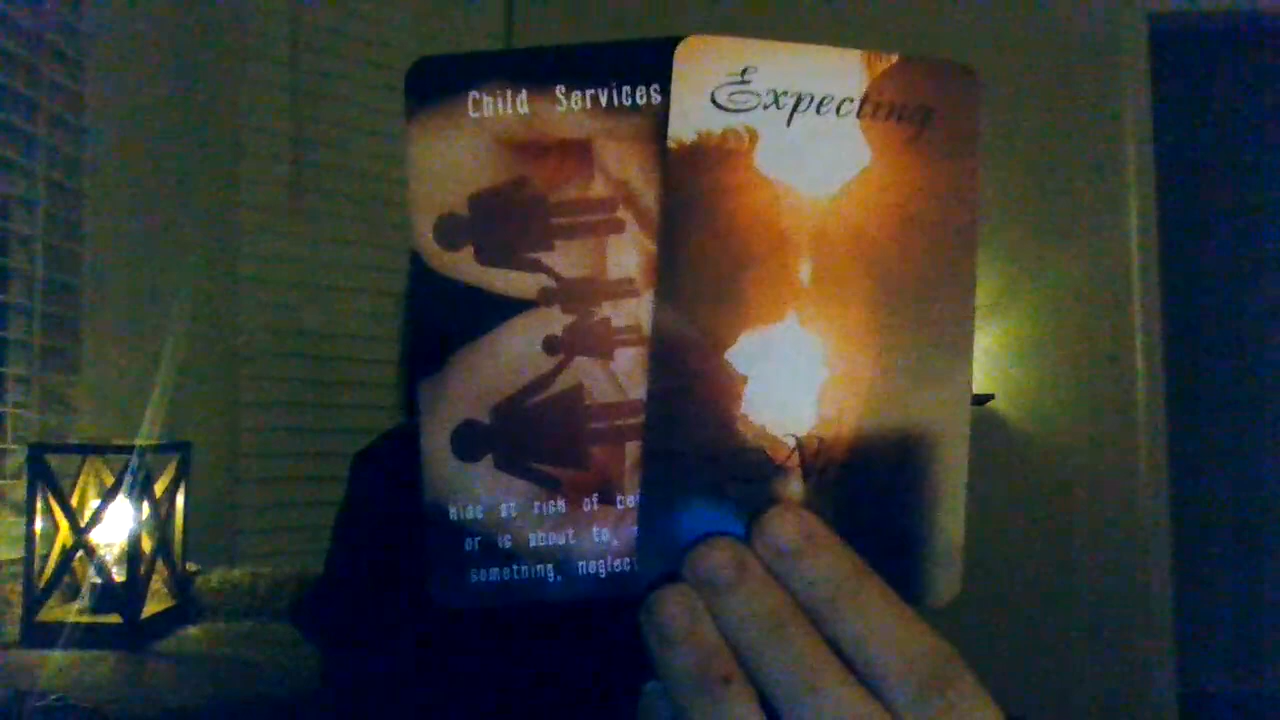 Child Services
Expecting
Kids at risk of
or is about to,
something, neglect